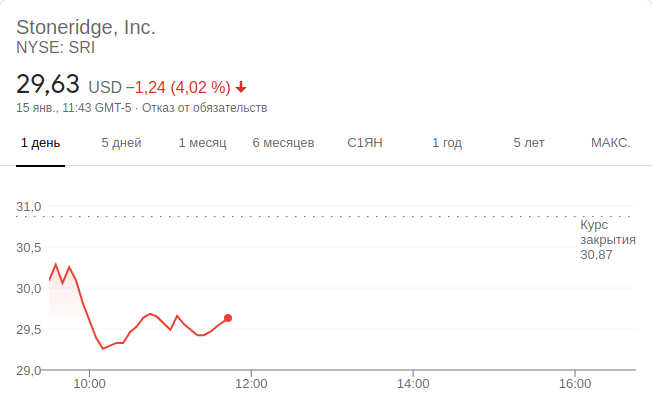 Stoneridge, Inc.
NYSE: SRI
29,63 USD −1,24 (4,02 %)
15 янв., 11:43 GMT-5 · Отказ от обязательств
1 день 5 дней 1 месяц 6 месяцев С1ЯН 1 год 5 лет МАКС.
31,0
Курс
закрытия
30,87
30,5
30,0
29,5
29,0
10:00 12:00 14:00 16:00